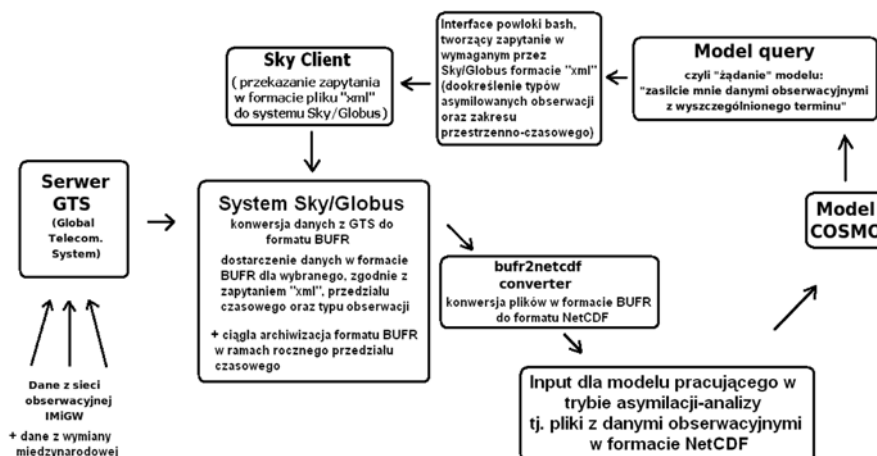 Interface powłoki bash,
tworzący zapytanie w
wymaganym przez
Sky/Globus formacie "xml"
(dookreślenie typów
asymilowanych obserwacji
oraz zakresu
przestrzenno-czasowego)
Sky Client
( przekazanie zapytania
w formacie pliku "xml"
do systemu Sky/Globus )
Model query
czyli "żądanie" modelu:
"zasilcie mnie danymi obserwacyjnymi
z wyszczególnionego terminu"
Serwer
GTS
(Global
Telecom.
System)
System Sky/Globus
konwersja danych z GTS do
formatu BUFR
dostarczenie danych w formacie
BUFR dla wybranego, zgodnie z
zapytaniem "xml", przedziału
czasowego oraz typu obserwacji
+ ciągła archiwizacja formatu BUFR
w ramach rocznego przedziału
czasowego
Model
COSMO
bufr2netcdf
converter
konwersja plików w formacie BUFR
do formatu NetCDF
Dane z sieci
obserwacyjnej
IMiGW
+ dane z wymiany
miedzynarodowej
Input dla modelu pracującego w
trybie asymilacji-analizy
tj. pliki z danymi obserwacyjnymi
w formacie NetCDF